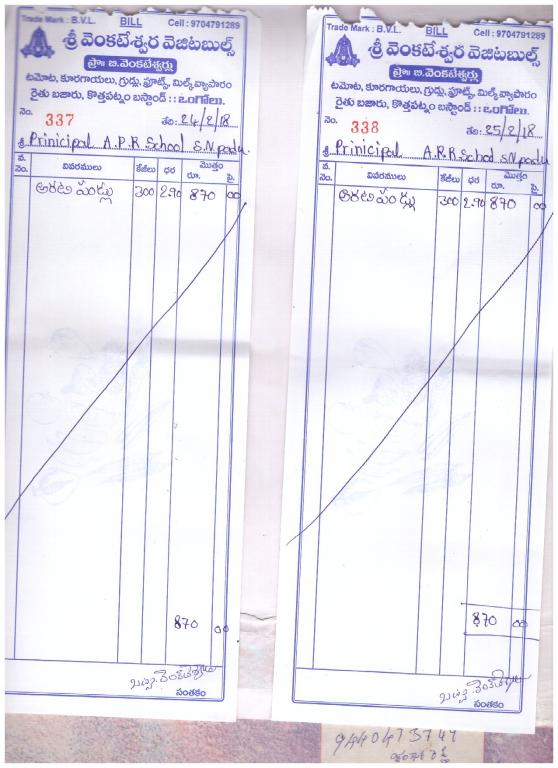 Trade Mark : B.V.L. BILL Cell : 9704791289
శ్రీ వెంకటేశ్వర వెజిటబుల్స్
ప్రొః బి.వెంకటేశ్వర్లు
టమోట, కూరగాయలు, గ్రుడ్లు, ఫ్రూట్స్, మిల్క్ వ్యాపారం
రైతు బజారు, కొత్తపట్నం బస్టాండ్ : : ఒంగోలు.
నెం. 337 తేది: 24/2/18
శ్రీ Prinicipal A.P.R School S.N padu.
వ. నెం. వివరములు కేజీలు ధర మొత్తం రూ. పై.
అరటి పండ్లు 300 2.90 870 00
870 00
సంతకం
Trade Mark : B.V.L. BILL Cell : 9704791289
శ్రీ వెంకటేశ్వర వెజిటబుల్స్
ప్రొః బి.వెంకటేశ్వర్లు
టమోట, కూరగాయలు, గ్రుడ్లు, ఫ్రూట్స్, మిల్క్ వ్యాపారం
రైతు బజారు, కొత్తపట్నం బస్టాండ్ : : ఒంగోలు.
నెం. 338 తేది: 25/2/18
శ్రీ Prinicipal A.P.R School S.N padu
వ. నెం. వివరములు కేజీలు ధర మొత్తం రూ. పై.
అరటి పండ్లు 300 2.90 870 00
870 00
సంతకం